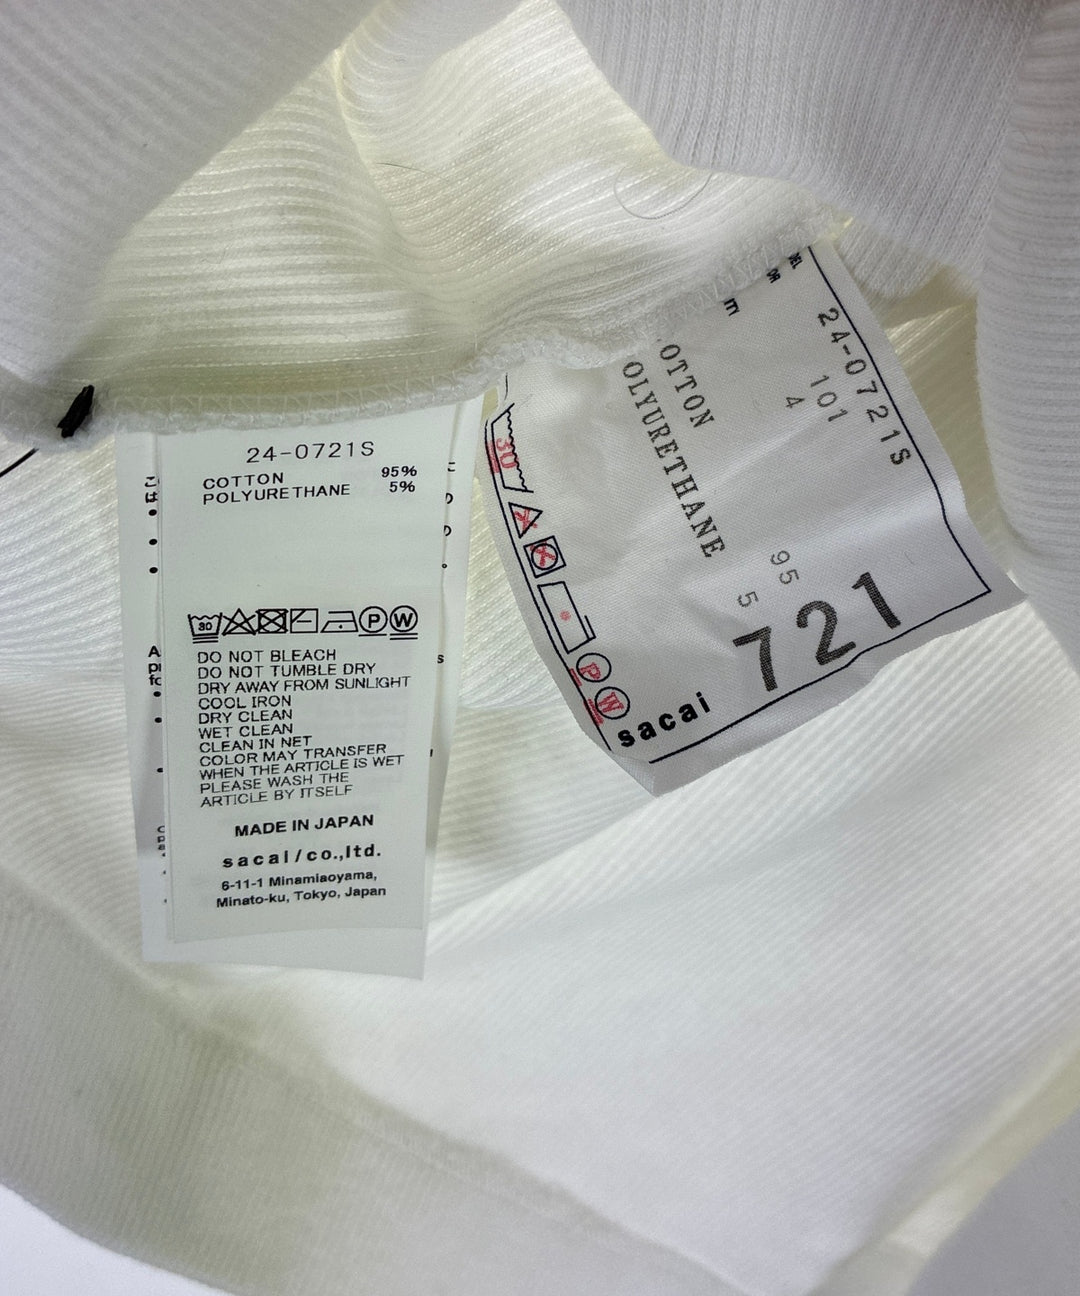 24-0721S
COTTON 95%
POLYURETHANE 5%
30
P W
DO NOT BLEACH
DO NOT TUMBLE DRY
DRY AWAY FROM SUNLIGHT
COOL IRON
DRY CLEAN
WET CLEAN
CLEAN IN NET
COLOR MAY TRANSFER
WHEN THE ARTICLE IS WET
PLEASE WASH THE
ARTICLE BY ITSELF
MADE IN JAPAN
sacai/co.,ltd.
6-11-1 Minamiaoyama,
Minato-ku, Tokyo, Japan
24-0721S
101
4
OTTON 95
OLYURETHANE 5
721
30
P
W
sacai